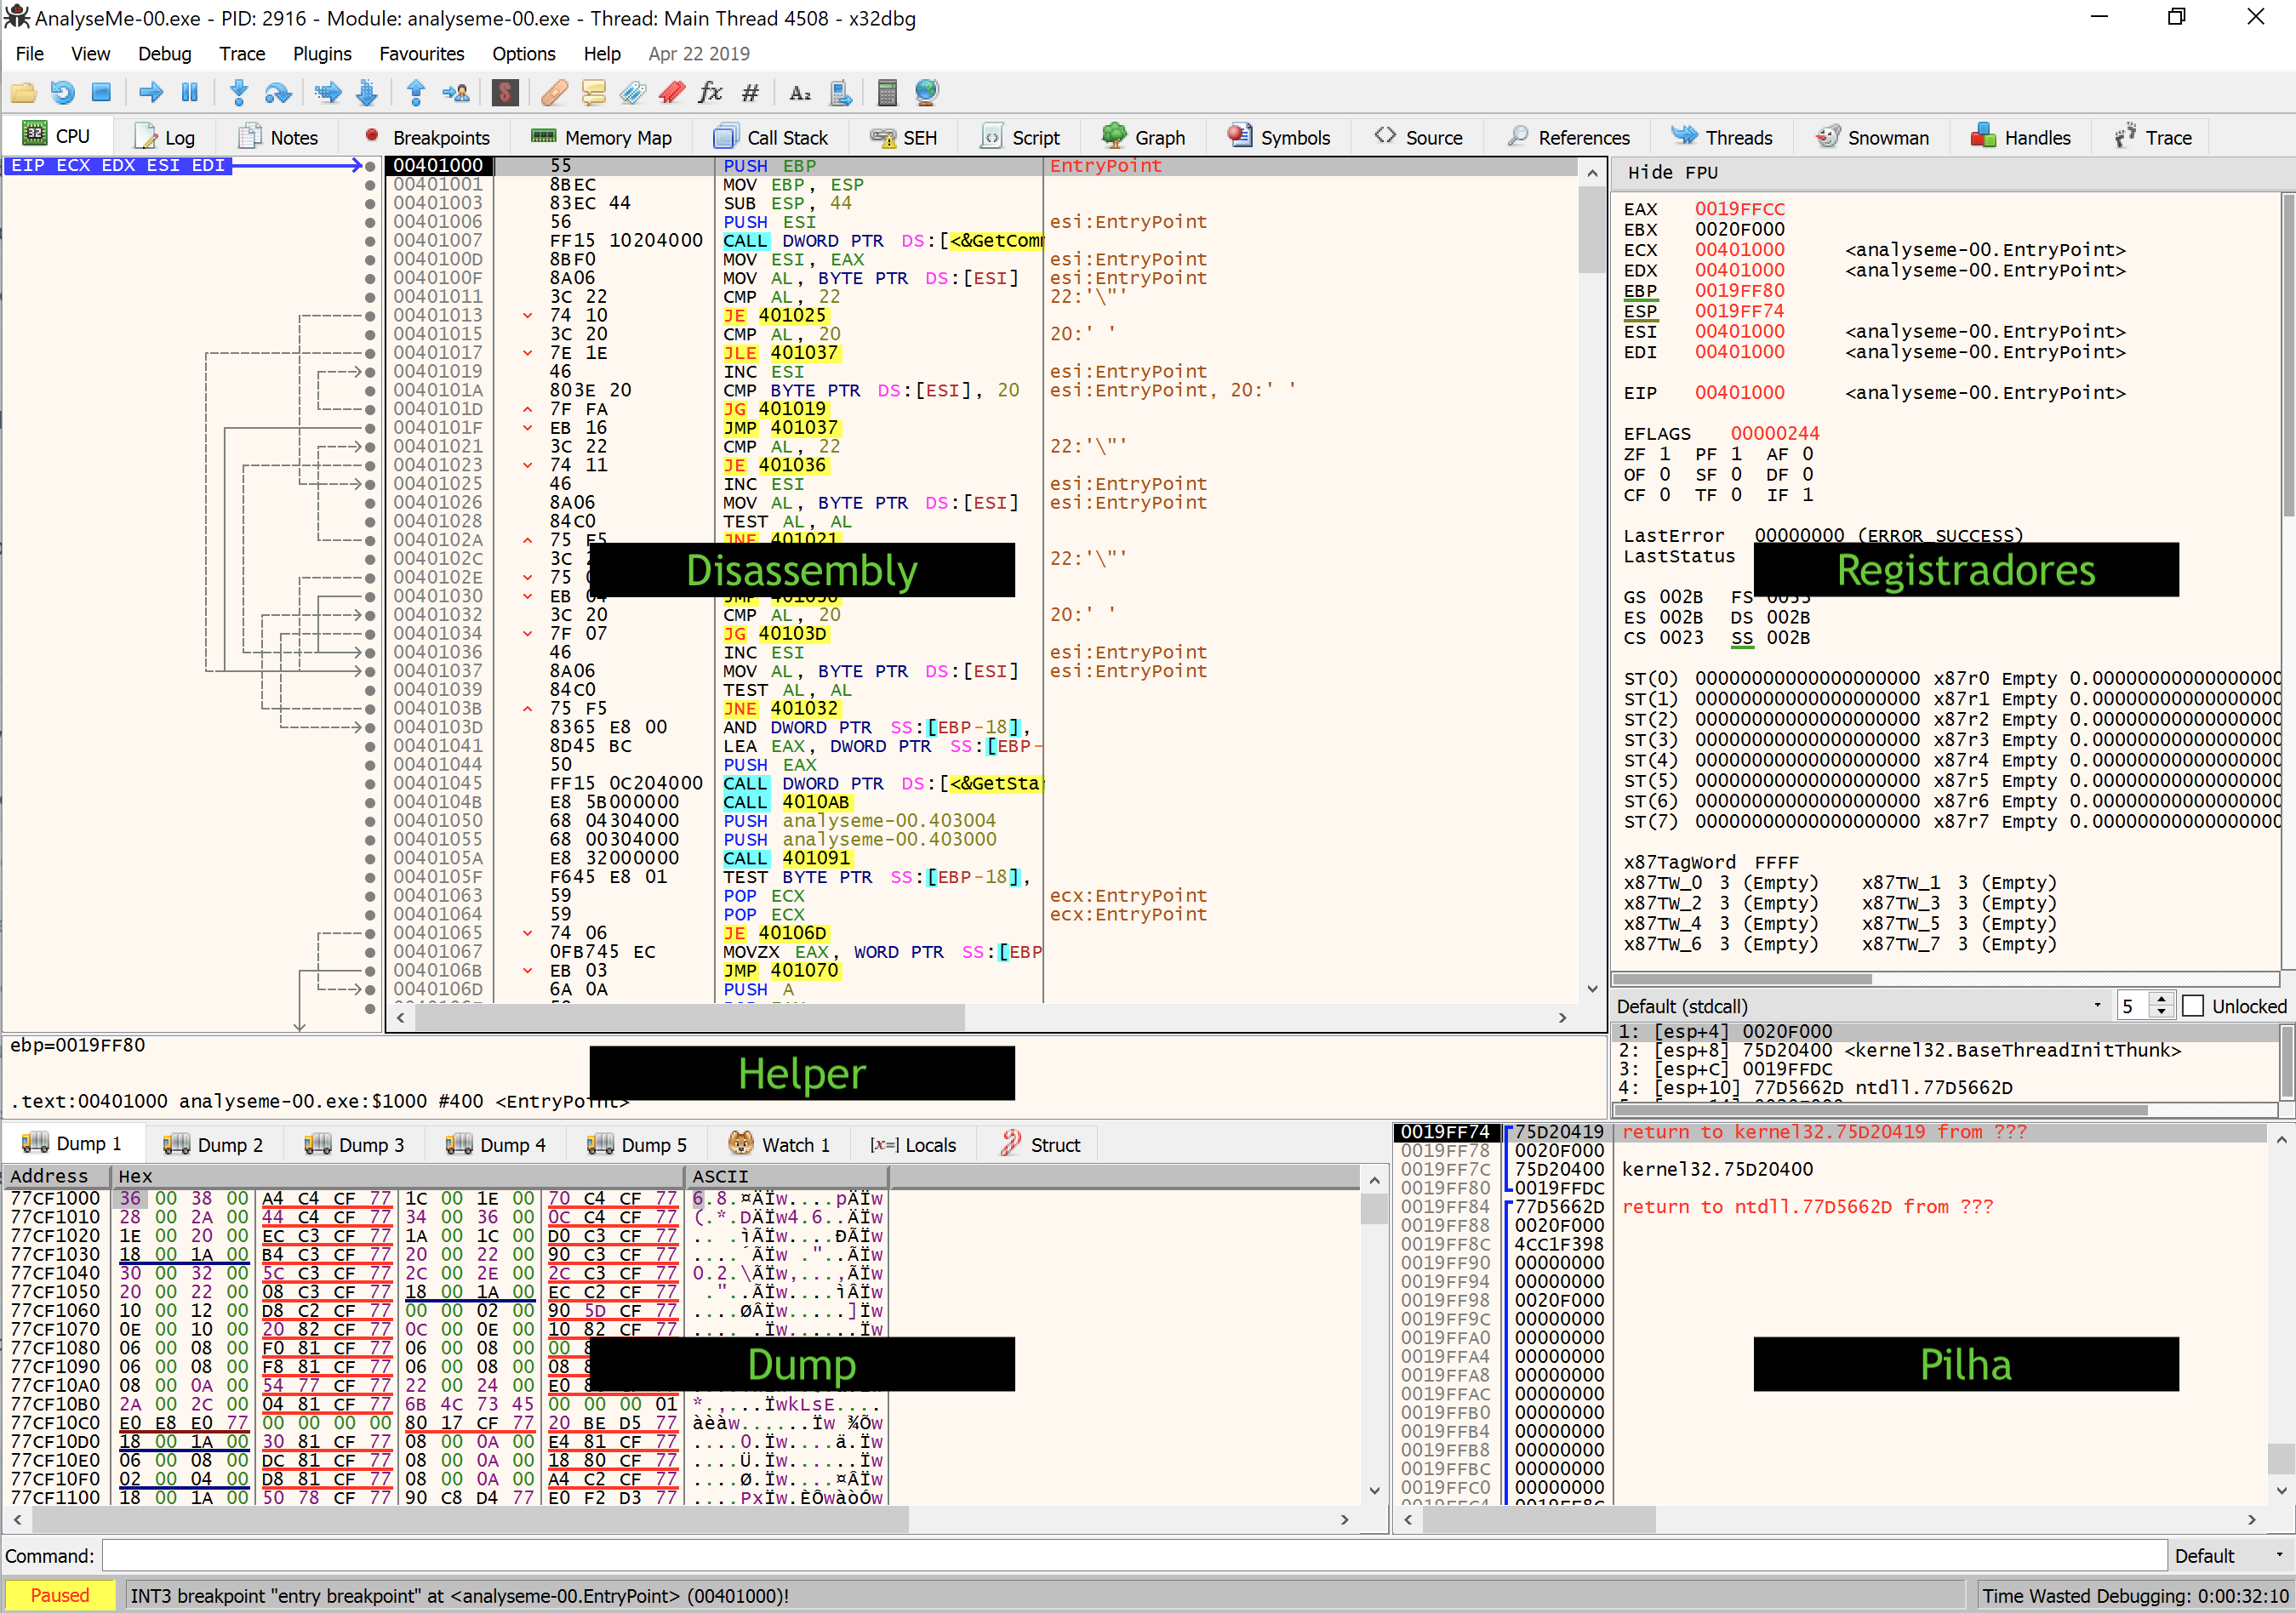 AnalyseMe-00.exe - PID: 2916 - Module: analyseme-00.exe - Thread: Main Thread 4508 - x32dbg
File View Debug Trace Plugins Favourites Options Help Apr 22 2019
CPU Log Notes Breakpoints Memory Map Call Stack SEH Script Graph Symbols Source References Threads Snowman Handles Trace
EIP ECX EDX ESI EDI
00401000 55 PUSH EBP EntryPoint
00401001 8BEC MOV EBP, ESP
00401003 83EC 44 SUB ESP, 44
00401006 56 PUSH ESI esi:EntryPoint
00401007 FF15 10204000 CALL DWORD PTR DS:[<&GetComm
0040100D 8BF0 MOV ESI, EAX esi:EntryPoint
0040100F 8A06 MOV AL, BYTE PTR DS:[ESI] esi:EntryPoint
00401011 3C 22 CMP AL, 22 22:'\"'
00401013 74 10 JE 401025
00401015 3C 20 CMP AL, 20 20:' '
00401017 7E 1E JLE 401037
00401019 46 INC ESI esi:EntryPoint
0040101A 803E 20 CMP BYTE PTR DS:[ESI], 20 esi:EntryPoint, 20:' '
0040101D 7F FA JG 401019
0040101F EB 16 JMP 401037
00401021 3C 22 CMP AL, 22 22:'\"'
00401023 74 11 JE 401036
00401025 46 INC ESI esi:EntryPoint
00401026 8A06 MOV AL, BYTE PTR DS:[ESI] esi:EntryPoint
00401028 84C0 TEST AL, AL
0040102A 75 F5 JNE 401021
0040102C 3C 22:'\"'
Disassembly
0040102E 75
00401030 EB 04
00401032 3C 20 CMP AL, 20 20:' '
00401034 7F 07 JG 40103D
00401036 46 INC ESI esi:EntryPoint
00401037 8A06 MOV AL, BYTE PTR DS:[ESI] esi:EntryPoint
00401039 84C0 TEST AL, AL
0040103B 75 F5 JNE 401032
0040103D 8365 E8 00 AND DWORD PTR SS:[EBP-18],
00401041 8D45 BC LEA EAX, DWORD PTR SS:[EBP-
00401044 50 PUSH EAX
00401045 FF15 0C204000 CALL DWORD PTR DS:[<&GetStar
0040104B E8 5B000000 CALL 4010AB
00401050 68 04304000 PUSH analyseme-00.403004
00401055 68 00304000 PUSH analyseme-00.403000
0040105A E8 32000000 CALL 401091
0040105F F645 E8 01 TEST BYTE PTR SS:[EBP-18],
00401063 59 POP ECX ecx:EntryPoint
00401064 59 POP ECX ecx:EntryPoint
00401065 74 06 JE 40106D
00401067 0FB745 EC MOVZX EAX, WORD PTR SS:[EBP
0040106B EB 03 JMP 401070
0040106D 6A 0A PUSH A
Hide FPU
EAX 0019FFCC
EBX 0020F000
ECX 00401000 <analyseme-00.EntryPoint>
EDX 00401000 <analyseme-00.EntryPoint>
EBP 0019FF80
ESP 0019FF74
ESI 00401000 <analyseme-00.EntryPoint>
EDI 00401000 <analyseme-00.EntryPoint>
EIP 00401000 <analyseme-00.EntryPoint>
EFLAGS 00000244
ZF 1 PF 1 AF 0
OF 0 SF 0 DF 0
CF 0 TF 0 IF 1
LastError 00000000 (ERROR_SUCCESS)
LastStatus
Registradores
GS 002B FS 0053
ES 002B DS 002B
CS 0023 SS 002B
ST(0) 00000000000000000000 x87r0 Empty 0.000000000000000000
ST(1) 00000000000000000000 x87r1 Empty 0.000000000000000000
ST(2) 00000000000000000000 x87r2 Empty 0.000000000000000000
ST(3) 00000000000000000000 x87r3 Empty 0.000000000000000000
ST(4) 00000000000000000000 x87r4 Empty 0.000000000000000000
ST(5) 00000000000000000000 x87r5 Empty 0.000000000000000000
ST(6) 00000000000000000000 x87r6 Empty 0.000000000000000000
ST(7) 00000000000000000000 x87r7 Empty 0.000000000000000000
x87TagWord FFFF
x87TW_0 3 (Empty) x87TW_1 3 (Empty)
x87TW_2 3 (Empty) x87TW_3 3 (Empty)
x87TW_4 3 (Empty) x87TW_5 3 (Empty)
x87TW_6 3 (Empty) x87TW_7 3 (Empty)
Default (stdcall) 5 Unlocked
1: [esp+4] 0020F000
2: [esp+8] 75D20400 <kernel32.BaseThreadInitThunk>
3: [esp+C] 0019FFDC
4: [esp+10] 77D5662D ntdll.77D5662D
ebp=0019FF80
Helper
.text:00401000 analyseme-00.exe:$1000 #400 <EntryPoint>
Dump 1 Dump 2 Dump 3 Dump 4 Dump 5 Watch 1 [x=] Locals Struct
Address Hex ASCII
77CF1000 36 00 38 00 A4 C4 CF 77 1C 00 1E 00 70 C4 CF 77 6.8.¤ÄÏw....pÄÏw
77CF1010 28 00 2A 00 44 C4 CF 77 34 00 36 00 0C C4 CF 77 (.*.DÄÏw4.6..ÄÏw
77CF1020 1E 00 20 00 EC C3 CF 77 1A 00 1C 00 D0 C3 CF 77 .. .ìÃÏw....ÐÃÏw
77CF1030 18 00 1A 00 B4 C3 CF 77 20 00 22 00 90 C3 CF 77 ....´ÃÏw ."..ÃÏw
77CF1040 30 00 32 00 5C C3 CF 77 2C 00 2E 00 2C C3 CF 77 0.2.\ÃÏw,...,ÃÏw
77CF1050 20 00 22 00 08 C3 CF 77 18 00 1A 00 EC C2 CF 77 ."..ÃÏw....ìÂÏw
77CF1060 10 00 12 00 D8 C2 CF 77 00 00 02 00 90 5D CF 77 ....ØÂÏw.....]Ïw
77CF1070 0E 00 10 00 20 82 CF 77 0C 00 0E 00 10 82 CF 77 .... .Ïw......Ïw
77CF1080 06 00 08 00 F0 81 CF 77 06 00 08 00 00
77CF1090 06 00 08 00 F8 81 CF 77 06 00 08 00 08
Dump
77CF10A0 08 00 0A 00 54 77 CF 77 22 00 24 00 E0
77CF10B0 2A 00 2C 00 04 81 CF 77 6B 4C 73 45 00 00 00 01 *.,...ÏwkLsE....
77CF10C0 E0 E8 E0 77 00 00 00 00 80 17 CF 77 20 BE D5 77 àèàw......Ïw ¾Õw
77CF10D0 18 00 1A 00 30 81 CF 77 08 00 0A 00 E4 81 CF 77 ....0.Ïw....ä.Ïw
77CF10E0 06 00 08 00 DC 81 CF 77 08 00 0A 00 18 80 CF 77 ....Ü.Ïw......Ïw
77CF10F0 02 00 04 00 D8 81 CF 77 08 00 0A 00 A4 C2 CF 77 ....Ø.Ïw....¤ÂÏw
77CF1100 18 00 1A 00 50 78 CF 77 90 C8 D4 77 E0 F2 D3 77 ....PxÏw.ÈÔwàòÓw
0019FF74 75D20419 return to kernel32.75D20419 from ???
0019FF78 0020F000
0019FF7C 75D20400 kernel32.75D20400
0019FF80 0019FFDC
0019FF84 77D5662D return to ntdll.77D5662D from ???
0019FF88 0020F000
0019FF8C 4CC1F398
0019FF90 00000000
0019FF94 00000000
0019FF98 0020F000
0019FF9C 00000000
0019FFA0 00000000
0019FFA4 00000000
Pilha
0019FFA8 00000000
0019FFAC 00000000
0019FFB0 00000000
0019FFB4 00000000
0019FFB8 00000000
0019FFBC 00000000
0019FFC0 00000000
0019FFC4 0019FF8C
Command: Default
Paused INT3 breakpoint "entry breakpoint" at <analyseme-00.EntryPoint> (00401000)! Time Wasted Debugging: 0:00:32:10